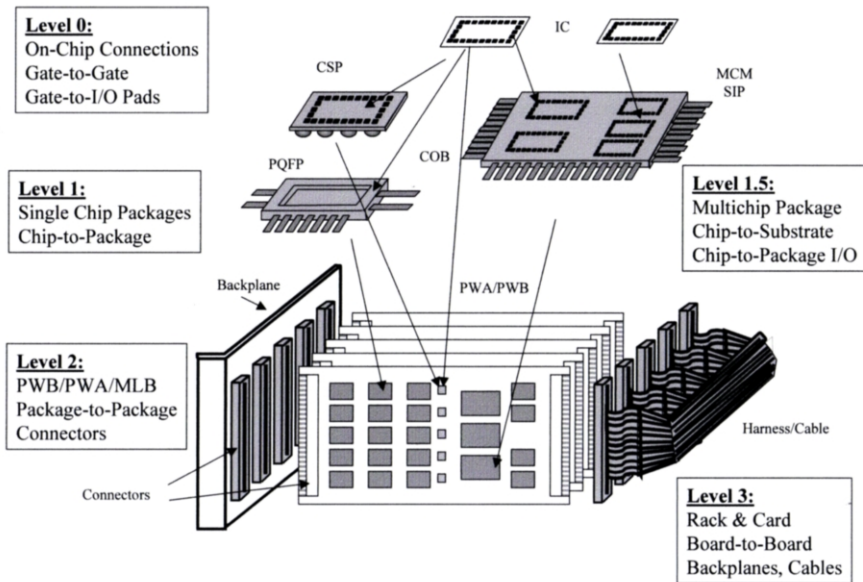 Level 0:
On-Chip Connections
Gate-to-Gate
Gate-to-I/O Pads
IC
CSP
MCM
SIP
PQFP
COB
Level 1:
Single Chip Packages
Chip-to-Package
Level 1.5:
Multichip Package
Chip-to-Substrate
Chip-to-Package I/O
Backplane
PWA/PWB
Level 2:
PWB/PWA/MLB
Package-to-Package
Connectors
Harness/Cable
Connectors
Level 3:
Rack & Card
Board-to-Board
Backplanes, Cables